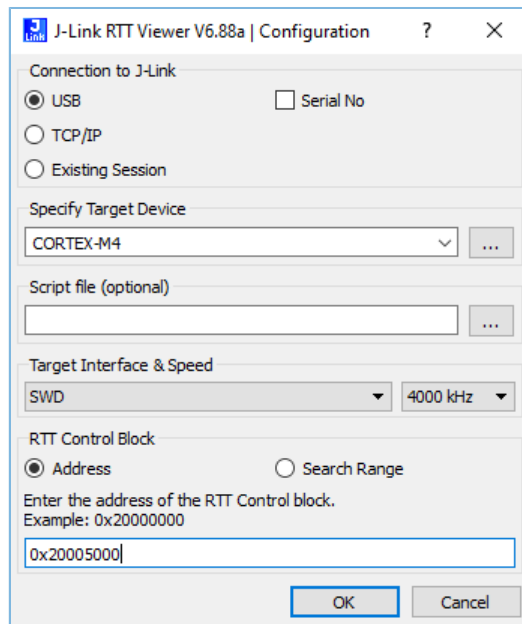 J-Link RTT Viewer V6.88a | Configuration ? X
Connection to J-Link
USB Serial No
TCP/IP
Existing Session
Specify Target Device
CORTEX-M4 ...
Script file (optional)
...
Target Interface & Speed
SWD 4000 kHz
RTT Control Block
Address Search Range
Enter the address of the RTT Control block.
Example: 0x20000000
0x20005000
OK Cancel